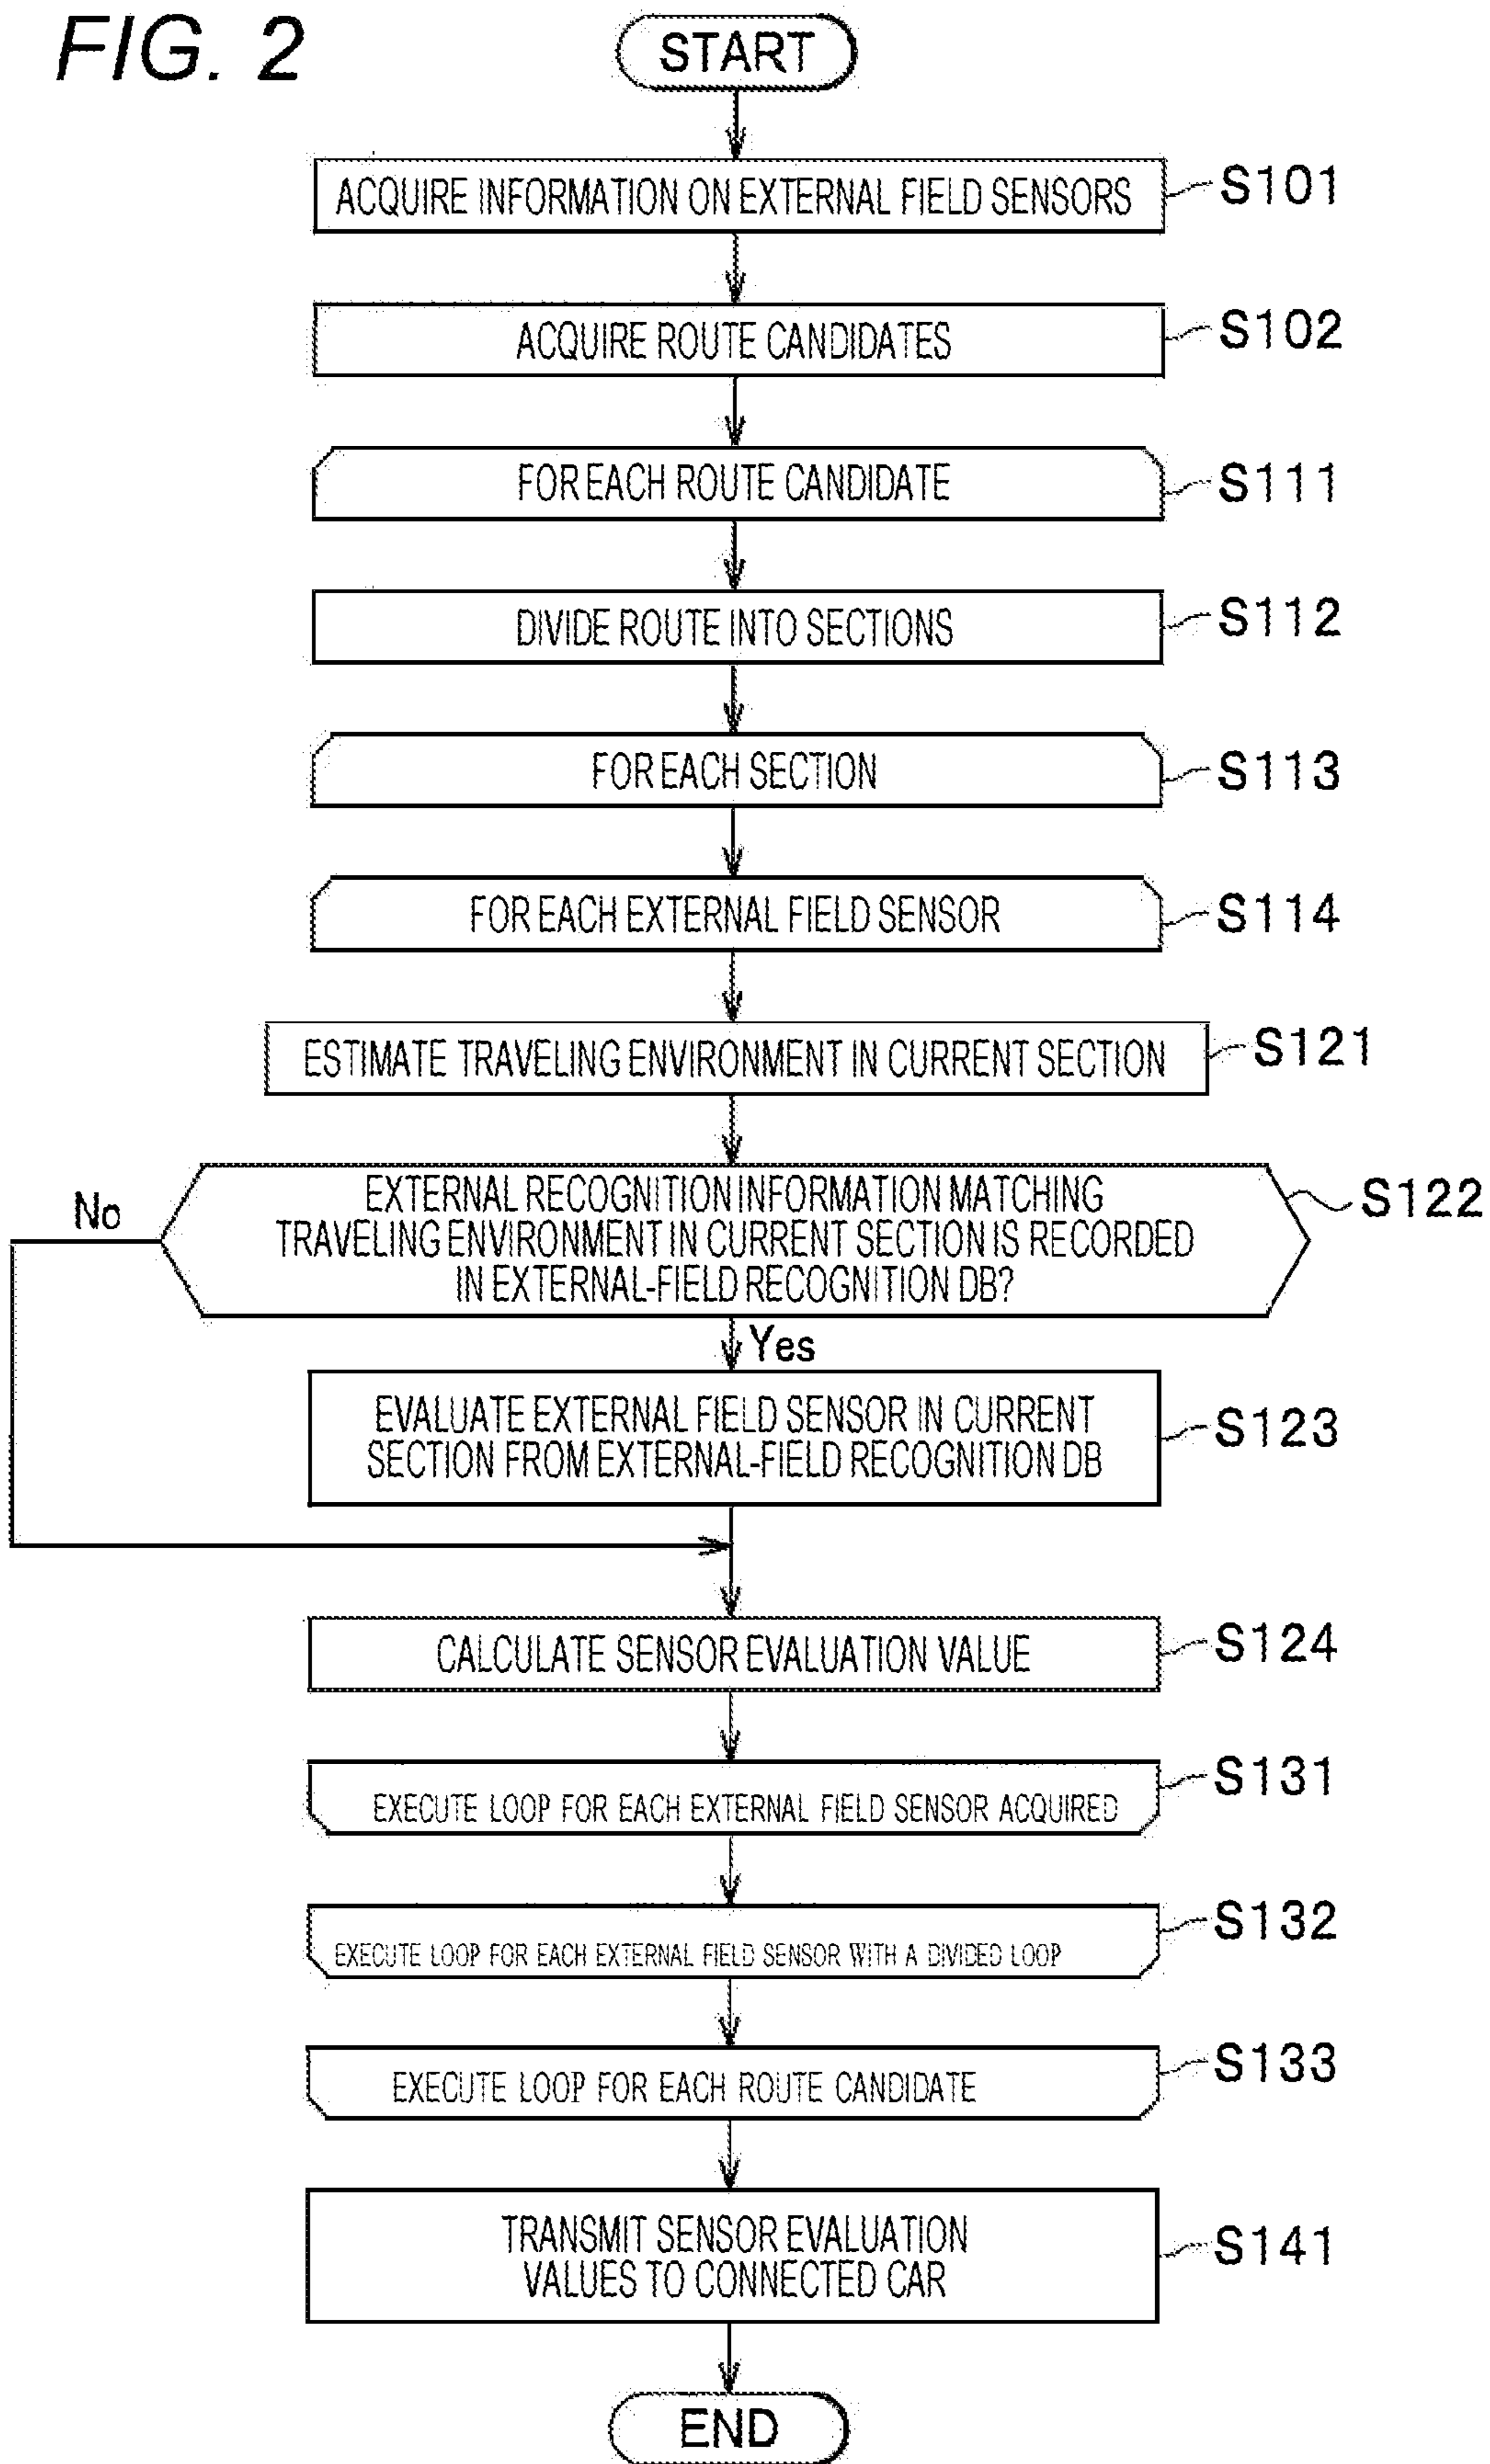 FIG. 2
START
ACQUIRE INFORMATION ON EXTERNAL FIELD SENSORS
S101
ACQUIRE ROUTE CANDIDATES
S102
FOR EACH ROUTE CANDIDATE
S111
DIVIDE ROUTE INTO SECTIONS
S112
FOR EACH SECTION
S113
FOR EACH EXTERNAL FIELD SENSOR
S114
ESTIMATE TRAVELING ENVIRONMENT IN CURRENT SECTION
S121
EXTERNAL RECOGNITION INFORMATION MATCHING
TRAVELING ENVIRONMENT IN CURRENT SECTION IS RECORDED
IN EXTERNAL-FIELD RECOGNITION DB?
S122
No
Yes
EVALUATE EXTERNAL FIELD SENSOR IN CURRENT
SECTION FROM EXTERNAL-FIELD RECOGNITION DB
S123
CALCULATE SENSOR EVALUATION VALUE
S124
EXECUTE LOOP FOR EACH EXTERNAL FIELD SENSOR ACQUIRED
S131
EXECUTE LOOP FOR EACH EXTERNAL FIELD SENSOR WITH A DIVIDED LOOP
S132
EXECUTE LOOP FOR EACH ROUTE CANDIDATE
S133
TRANSMIT SENSOR EVALUATION
VALUES TO CONNECTED CAR
S141
END